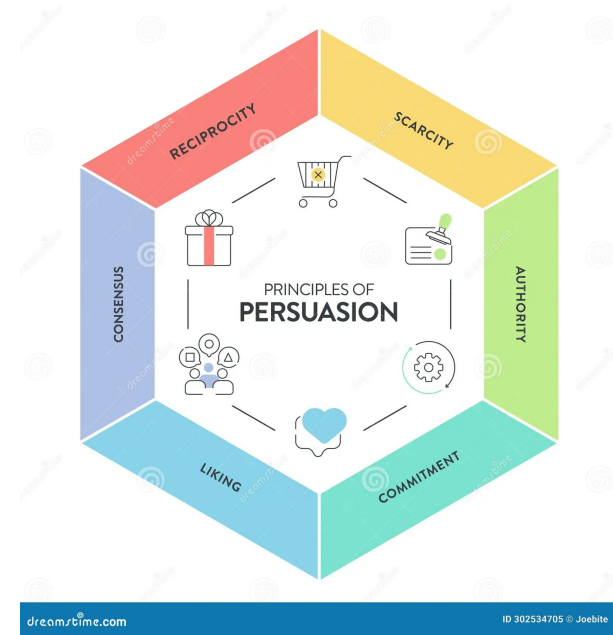 RECIPROCITY
SCARCITY
CONSENSUS
PRINCIPLES OF
PERSUASION
AUTHORITY
LIKING
COMMITMENT
dreamstime.com
ID 302534705 © Joebite